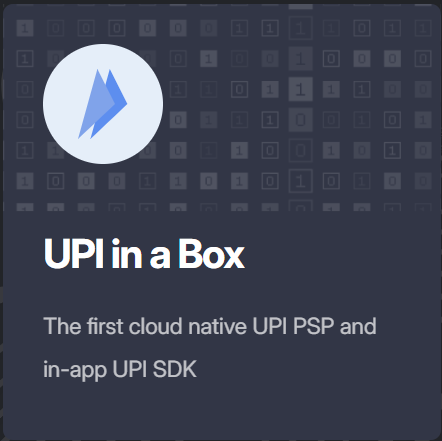 UPI in a Box
The first cloud native UPI PSP and
in-app UPI SDK